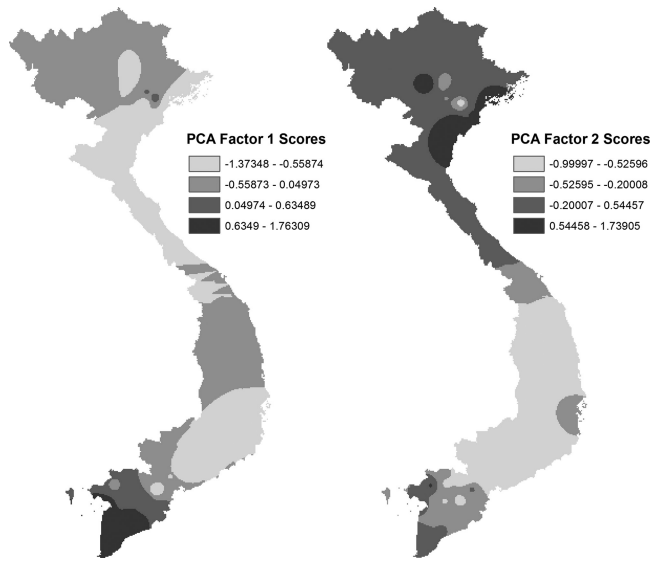 PCA Factor 1 Scores
-1.37348 - -0.55874
-0.55873 - 0.04973
0.04974 - 0.63489
0.6349 - 1.76309
PCA Factor 2 Scores
-0.99997 - -0.52596
-0.52595 - -0.20008
-0.20007 - 0.54457
0.54458 - 1.73905